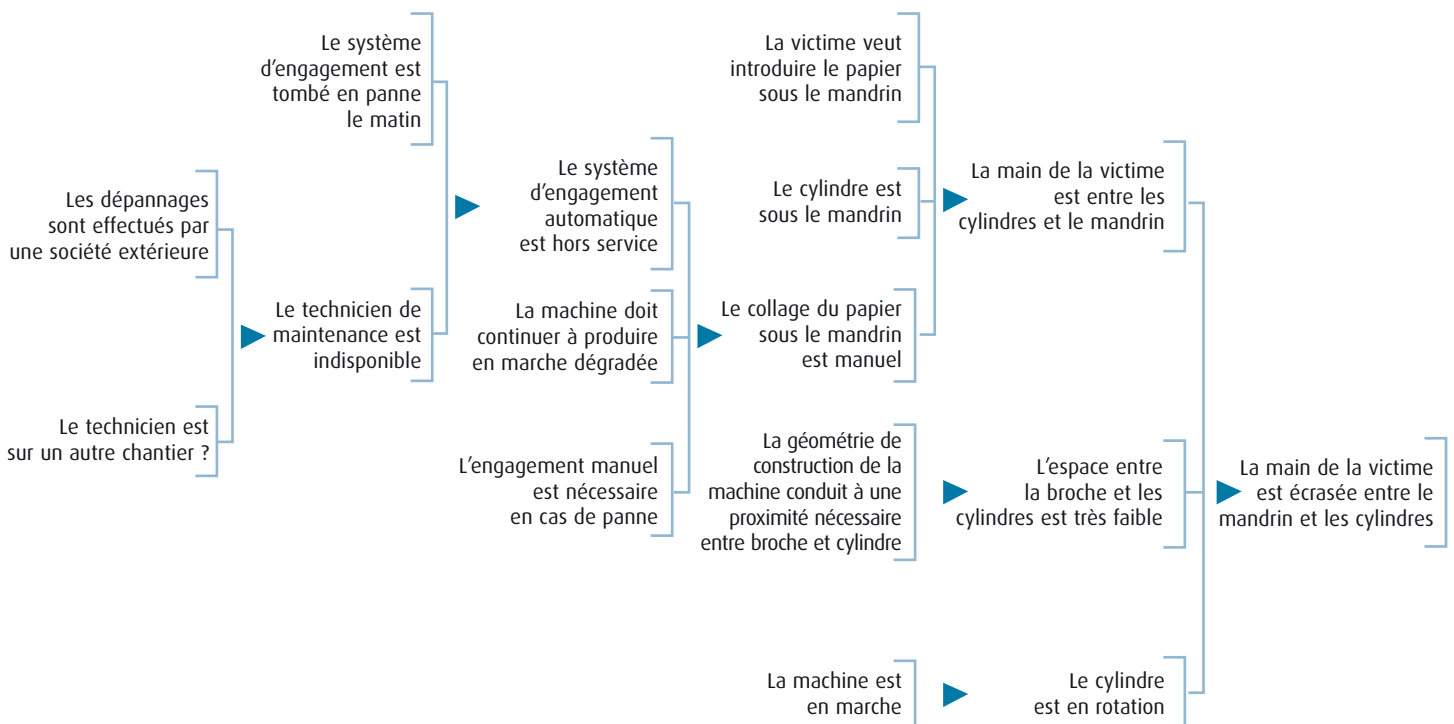 Le système
d'engagement est
tombé en panne
le matin
La victime veut
introduire le papier
sous le mandrin
Les dépannages
sont effectués par
une société extérieure
Le système
d'engagement
automatique
est hors service
Le cylindre est
sous le mandrin
La main de la victime
est entre les
cylindres et le mandrin
Le technicien de
maintenance est
indisponible
La machine doit
continuer à produire
en marche dégradée
Le collage du papier
sous le mandrin
est manuel
Le technicien est
sur un autre chantier ?
L'engagement manuel
est nécessaire
en cas de panne
La géométrie de
construction de la
machine conduit à une
proximité nécessaire
entre broche et cylindre
L'espace entre
la broche et les
cylindres est très faible
La main de la victime
est écrasée entre le
mandrin et les cylindres
La machine est
en marche
Le cylindre
est en rotation